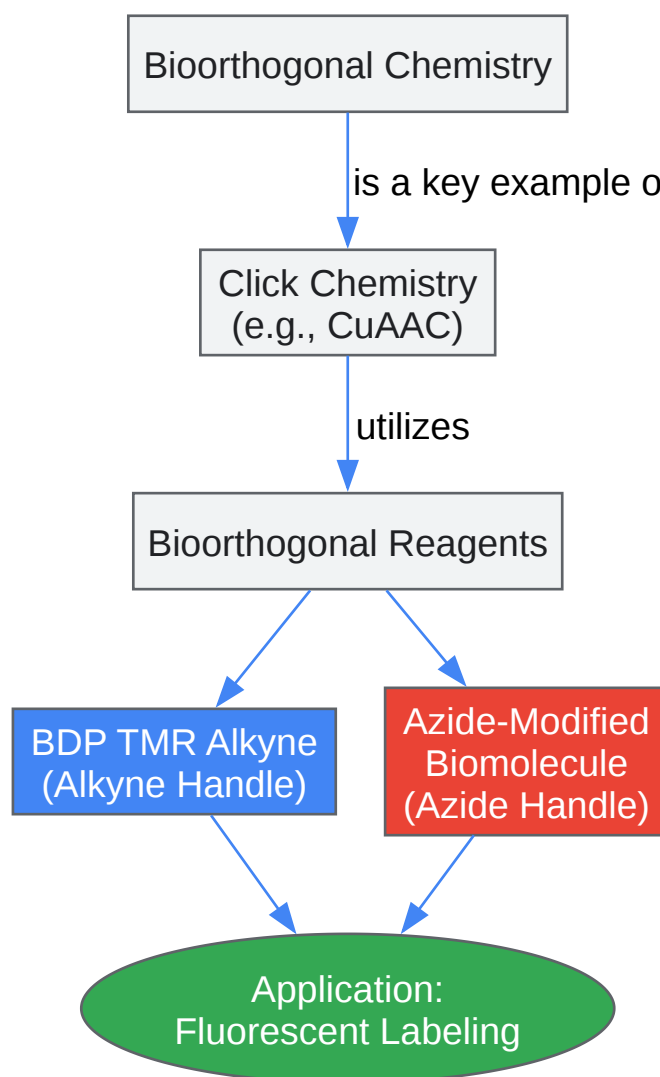 Bioorthogonal Chemistry
is a key example o
Click Chemistry
(e.g., CuAAC)
utilizes
Bioorthogonal Reagents
BDP TMR Alkyne
(Alkyne Handle)
Azide-Modified
Biomolecule
(Azide Handle)
Application:
Fluorescent Labeling